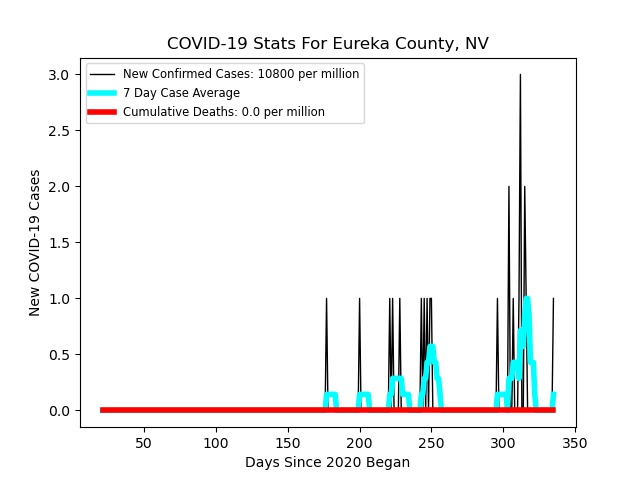 COVID-19 Stats For Eureka County, NV
New Confirmed Cases: 10800 per million
7 Day Case Average
Cumulative Deaths: 0.0 per million
New COVID-19 Cases
3.0
2.5
2.0
1.5
1.0
0.5
0.0
50 100 150 200 250 300 350
Days Since 2020 Began